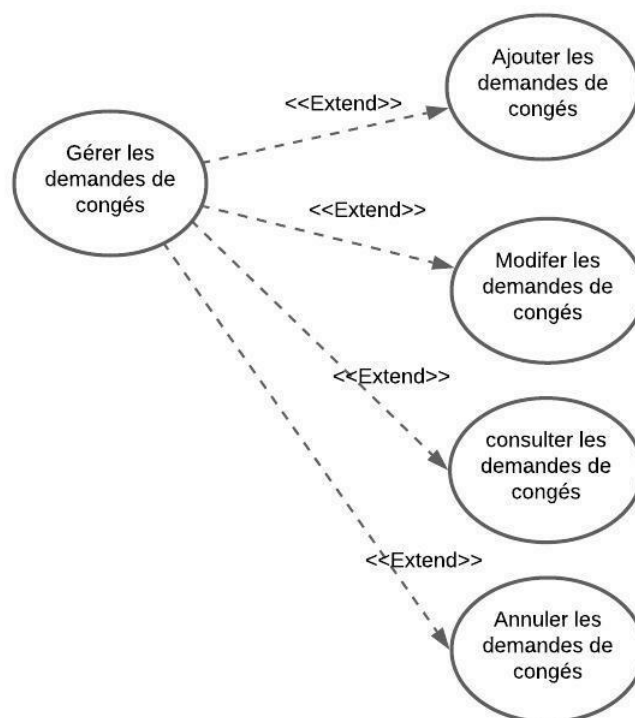 Ajouter les
demandes de
congés
<<Extend>>
Gérer les
demandes de
congés
<<Extend>>
Modifer les
demandes de
congés
<<Extend>>
consulter les
demandes de
congés
<<Extend>>
Annuler les
demandes de
congés